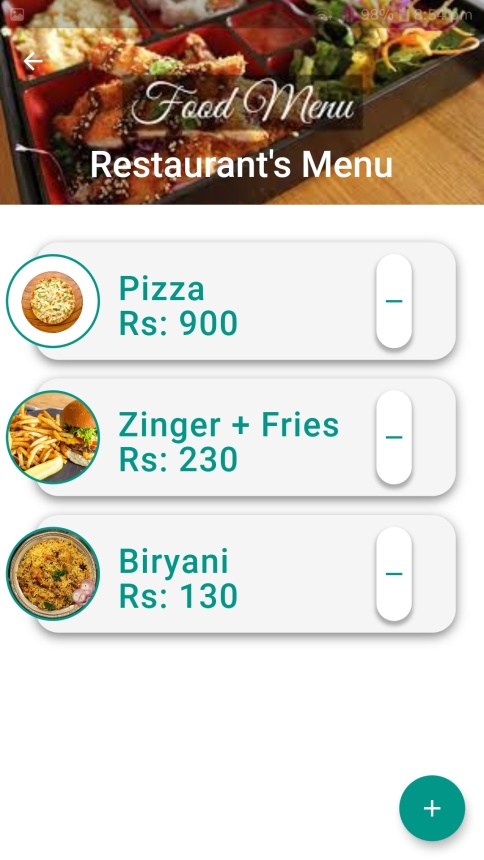 Food Menu
Restaurant's Menu
Pizza
Rs: 900
Zinger + Fries
Rs: 230
Biryani
Rs: 130